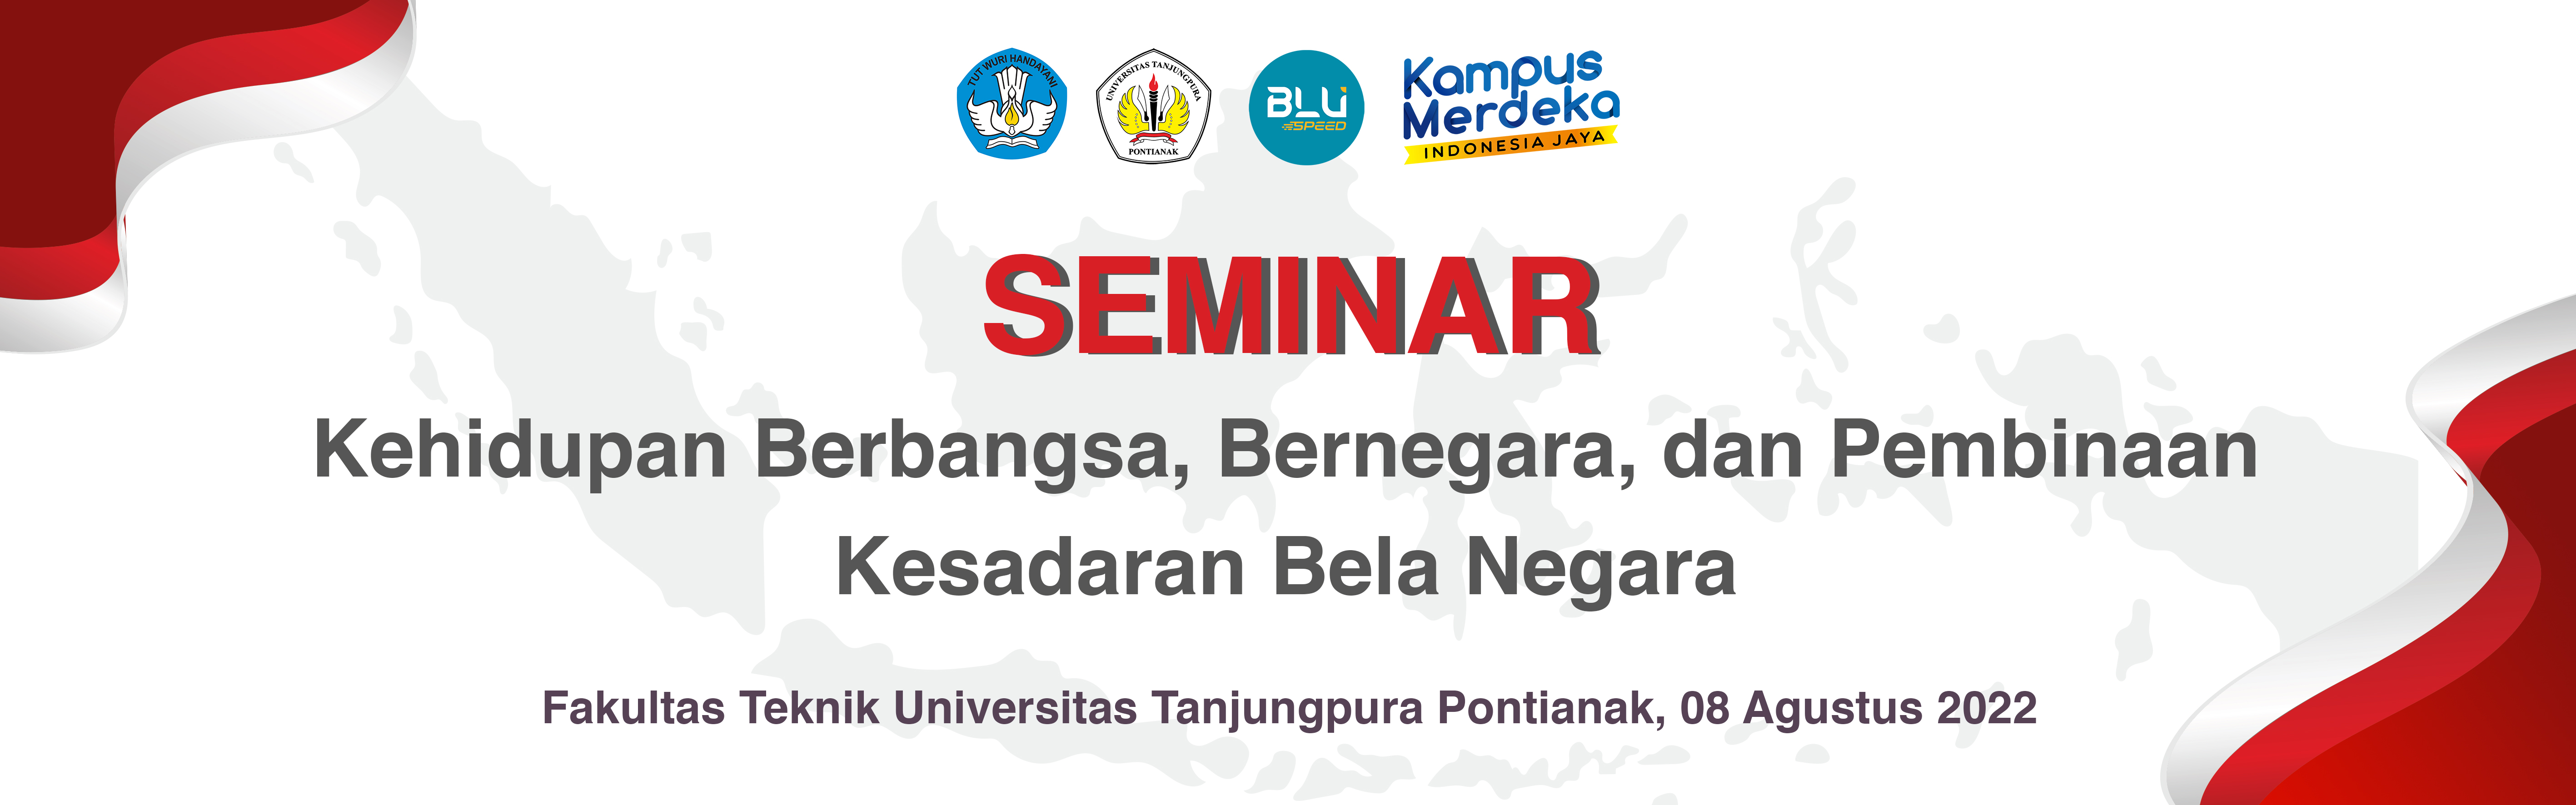 TUT WURI HANDAYANI
UNIVERSITAS TANJUNGPURA
PONTIANAK
BLU
SPEED
Kampus
Merdeka
INDONESIA JAYA
SEMINAR
Kehidupan Berbangsa, Bernegara, dan Pembinaan
Kesadaran Bela Negara
Fakultas Teknik Universitas Tanjungpura Pontianak, 08 Agustus 2022